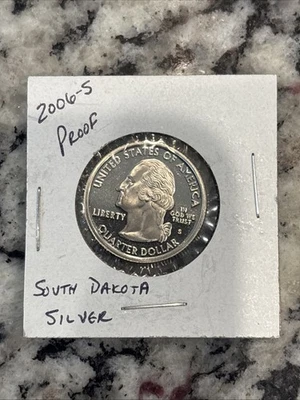 2006-S
PROOF
UNITED STATES OF AMERICA
LIBERTY
IN
GOD WE
TRUST
S
QUARTER DOLLAR
SOUTH DAKOTA
SILVER